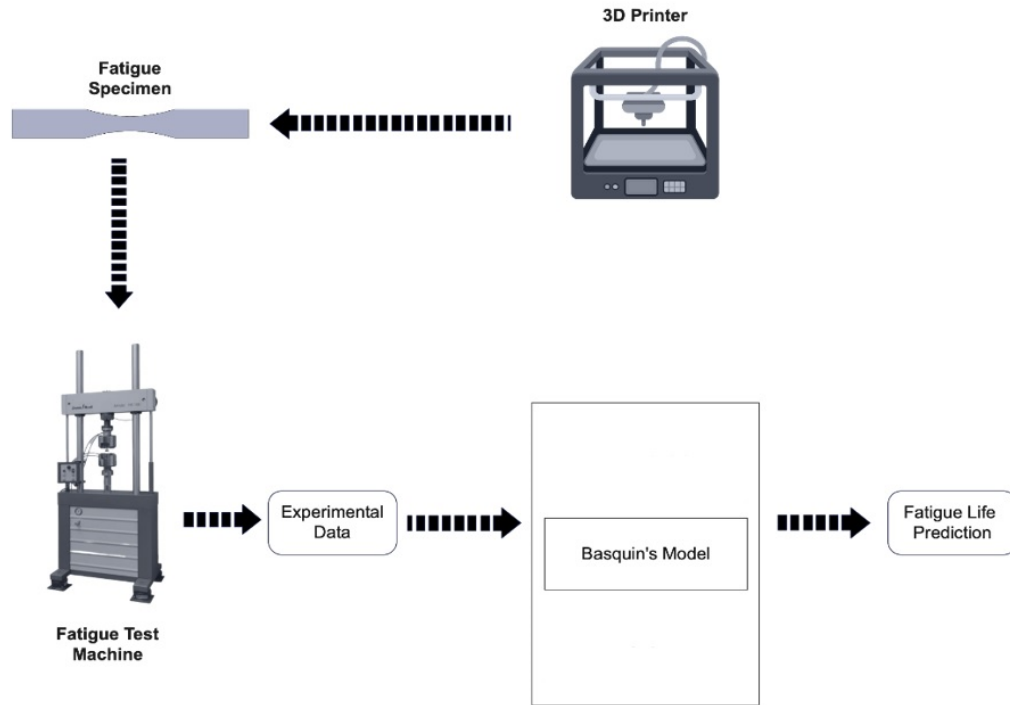 3D Printer
Fatigue
Specimen
Experimental
Data
Basquin's Model
Fatigue Life
Prediction
Fatigue Test
Machine